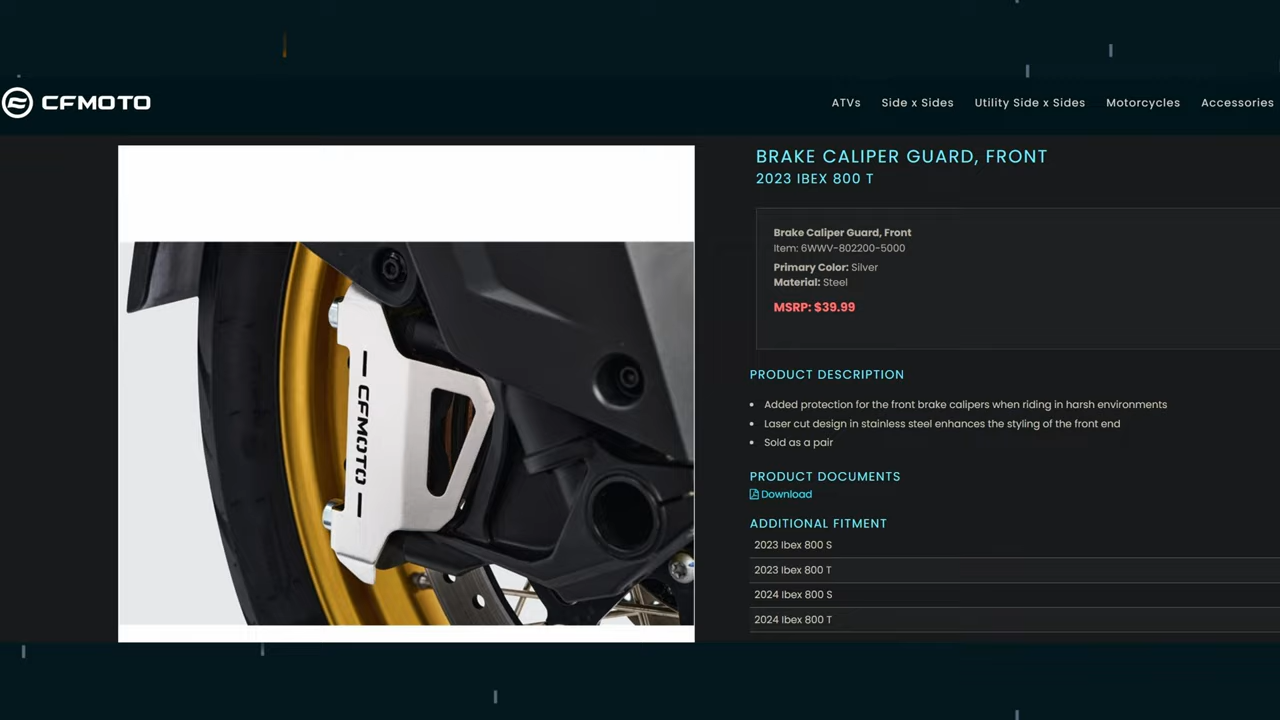 CFMOTO
ATVs
Side x Sides
Utility Side x Sides
Motorcycles
Accessories
BRAKE CALIPER GUARD, FRONT
2023 IBEX 800 T
Brake Caliper Guard, Front
Item: 6WWV-802200-5000
Primary Color: Silver
Material: Steel
MSRP: $39.99
CFMOTO
PRODUCT DESCRIPTION
Added protection for the front brake calipers when riding in harsh environments
Laser cut design in stainless steel enhances the styling of the front end
Sold as a pair
PRODUCT DOCUMENTS
Download
ADDITIONAL FITMENT
2023 Ibex 800 S
2023 Ibex 800 T
2024 Ibex 800 S
2024 Ibex 800 T